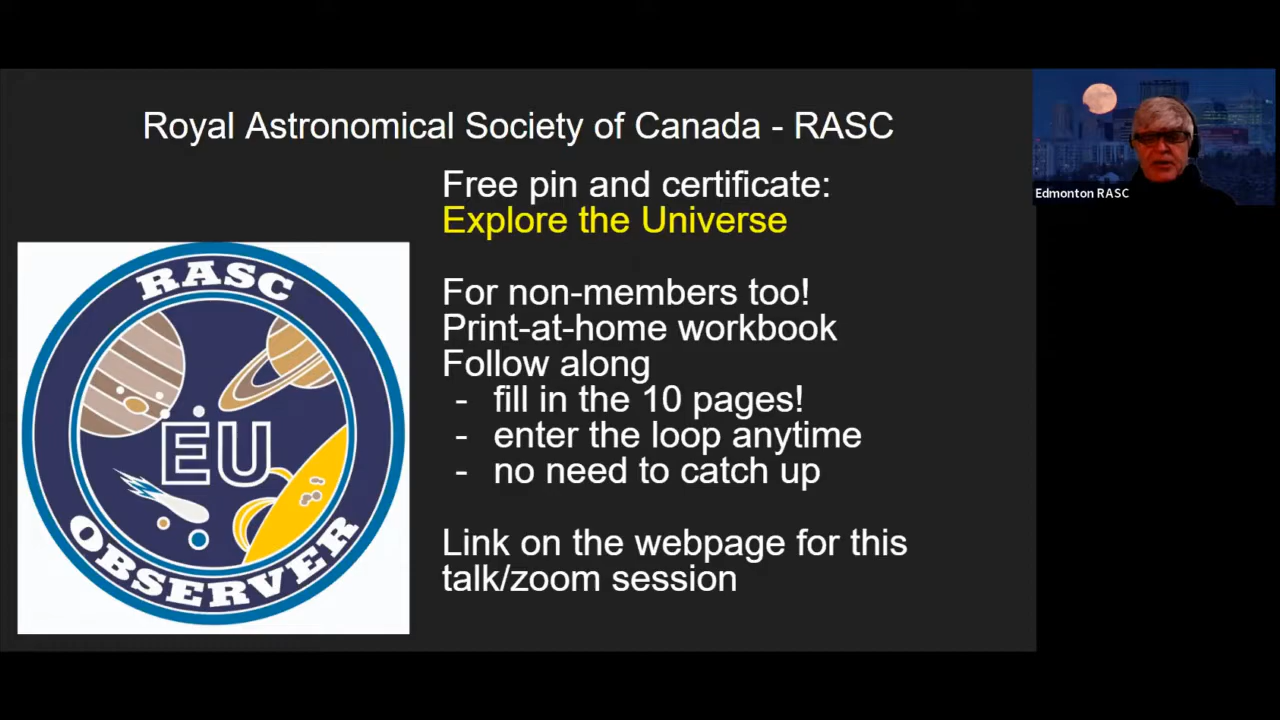 Royal Astronomical Society of Canada - RASC
Free pin and certificate:
Explore the Universe
For non-members too!
Print-at-home workbook
Follow along
- fill in the 10 pages!
- enter the loop anytime
- no need to catch up
Link on the webpage for this
talk/zoom session
RASC
EU
OBSERVER
Edmonton RASC